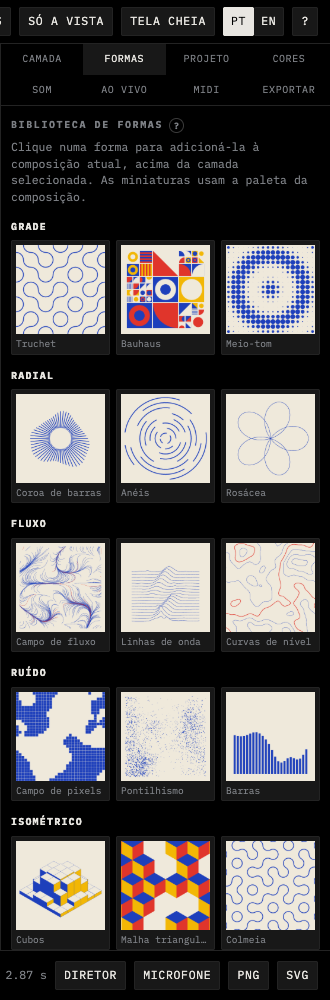 SÓ A VISTA TELA CHEIA PT EN ?
CAMADA FORMAS PROJETO CORES
SOM AO VIVO MIDI EXPORTAR
BIBLIOTECA DE FORMAS ?
Clique numa forma para adicioná-la à
composição atual, acima da camada
selecionada. As miniaturas usam a paleta da
composição.
GRADE
Truchet Bauhaus Meio-tom
RADIAL
Coroa de barras Anéis Rosácea
FLUXO
Campo de fluxo Linhas de onda Curvas de nível
RUÍDO
Campo de pixels Pontilhismo Barras
ISOMÉTRICO
Cubos Malha triangul… Colmeia
2.87 s DIRETOR MICROFONE PNG SVG